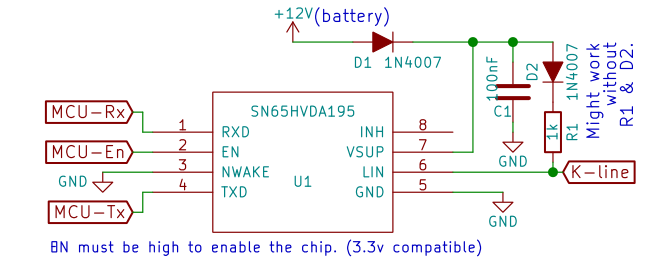 +12V (battery)
D1 1N4007
100nF
C1
D2
1N4007
Might work
without
R1 & D2.
1k
R1
GND
SN65HVDA195
MCU-Rx
1
RXD
INH
8
MCU-En
2
EN
VSUP
7
GND
3
NWAKE
LIN
6
K-line
MCU-Tx
4
TXD
U1
GND
5
GND
EN must be high to enable the chip. (3.3v compatible)